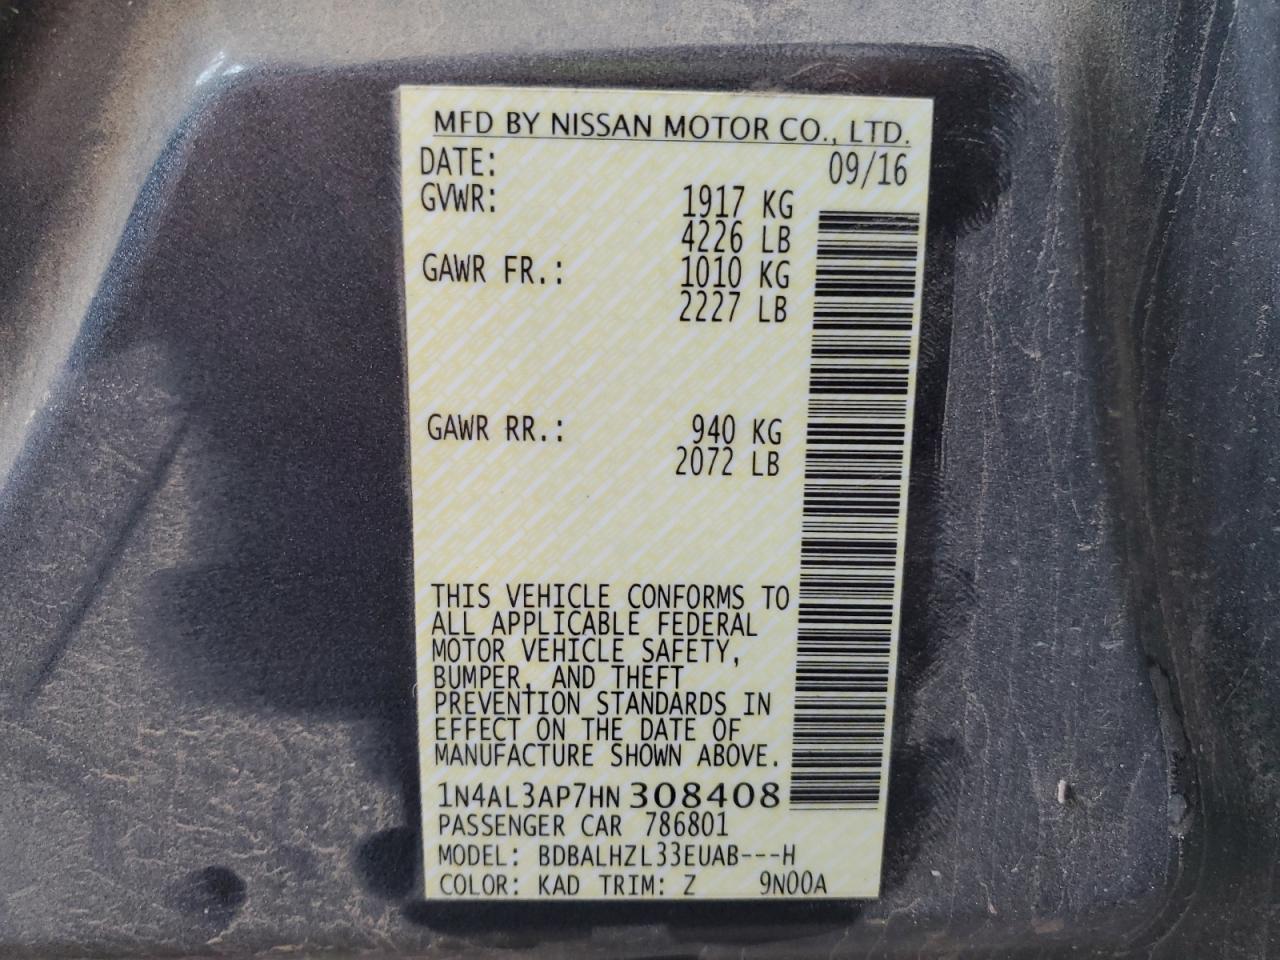 MFD BY NISSAN MOTOR CO., LTD.
DATE: 09/16
GVWR: 1917 KG
4226 LB
GAWR FR.: 1010 KG
2227 LB
GAWR RR.: 940 KG
2072 LB
THIS VEHICLE CONFORMS TO
ALL APPLICABLE FEDERAL
MOTOR VEHICLE SAFETY,
BUMPER, AND THEFT
PREVENTION STANDARDS IN
EFFECT ON THE DATE OF
MANUFACTURE SHOWN ABOVE.
1N4AL3AP7HN308408
PASSENGER CAR 786801
MODEL: BDBALHZL33EUAB---H
COLOR: KAD TRIM: Z 9N00A